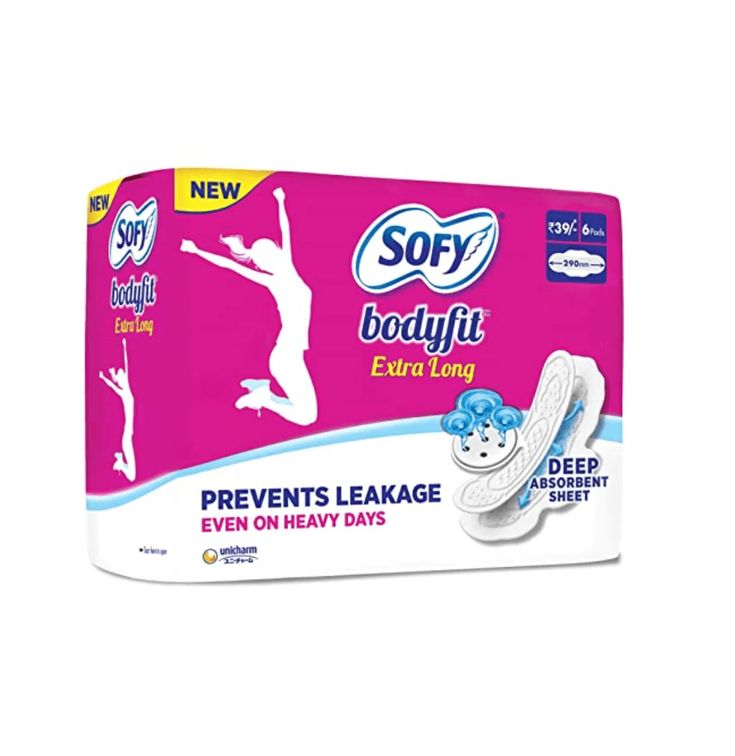 NEW
SOFY
bodyfit
Extra Long
NEW
SOFY
bodyfit
Extra Long
₹39/- 6 Pads
290mm
DEEP
ABSORBENT
SHEET
PREVENTS LEAKAGE
EVEN ON HEAVY DAYS
unicharm
ユニ・チャーム